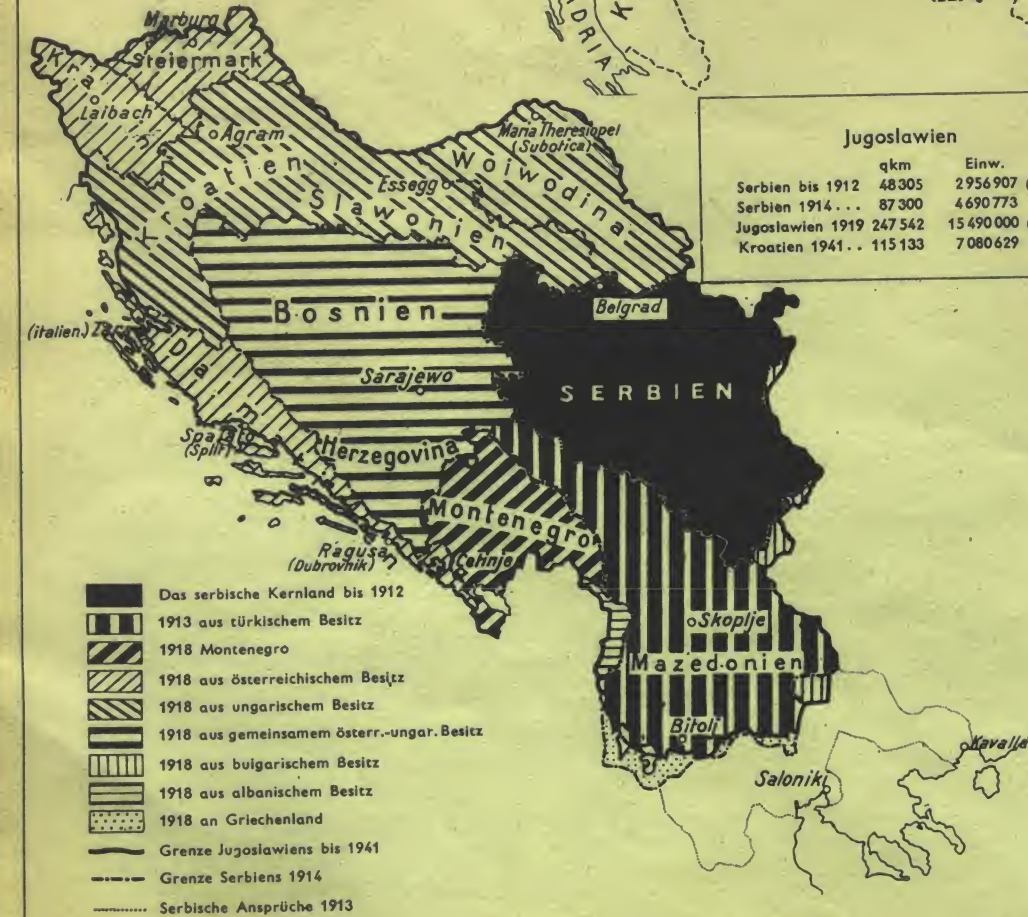 ADRIA
K
Marburg
Steiermark
Krain
Laibach
Agram
Maria Theresiopel
(Subotica)
Woiwodina
Essegg
Kroatien
Slawonien
Jugoslawien
qkm Einw.
Serbien bis 1912 48305 2956907 (
Serbien 1914... 87300 4690773
Jugoslawien 1919 247542 15490000 (
Kroatien 1941.. 115133 7080629
Bosnien
Belgrad
(italien.) Zara
Sarajewo
SERBIEN
Spalato
(Split)
Herzegovina
Montenegro
Ragusa
(Dubrovnik)
Cetinje
Skoplje
Mazedonien
Bitolj
Saloniki
Kavalla
Das serbische Kernland bis 1912
1913 aus türkischem Besitz
1918 Montenegro
1918 aus österreichischem Besitz
1918 aus ungarischem Besitz
1918 aus gemeinsamem österr.-ungar. Besitz
1918 aus bulgarischem Besitz
1918 aus albanischem Besitz
1918 an Griechenland
Grenze Jugoslawiens bis 1941
Grenze Serbiens 1914
Serbische Ansprüche 1913